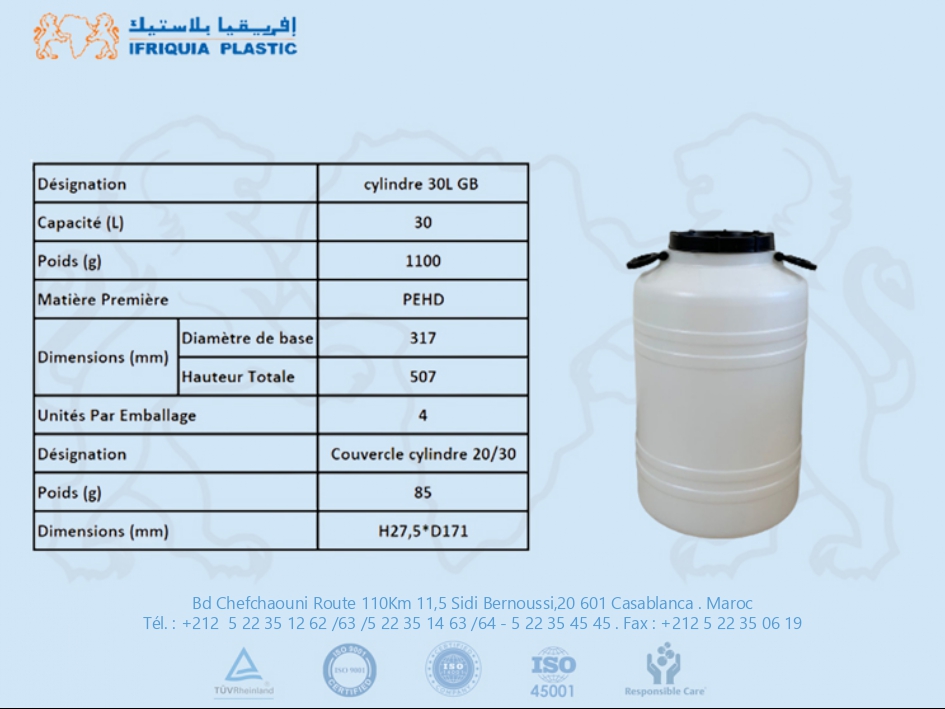 إفريقيا بلاستيك
IFRIQUIA PLASTIC
Désignation cylindre 30L GB
Capacité (L) 30
Poids (g) 1100
Matière Première PEHD
Dimensions (mm) Diamètre de base 317
Hauteur Totale 507
Unités Par Emballage 4
Désignation Couvercle cylindre 20/30
Poids (g) 85
Dimensions (mm) H27,5*D171
Bd Chefchaouni Route 110Km 11,5 Sidi Bernoussi,20 601 Casablanca . Maroc
Tél. : +212 5 22 35 12 62 /63 /5 22 35 14 63 /64 - 5 22 35 45 45 . Fax : +212 5 22 35 06 19
TÜVRheinland
ISO 9001
CERTIFIED
CERTIFIED
ISO
COMPANY
ISO
45001
Responsible Care